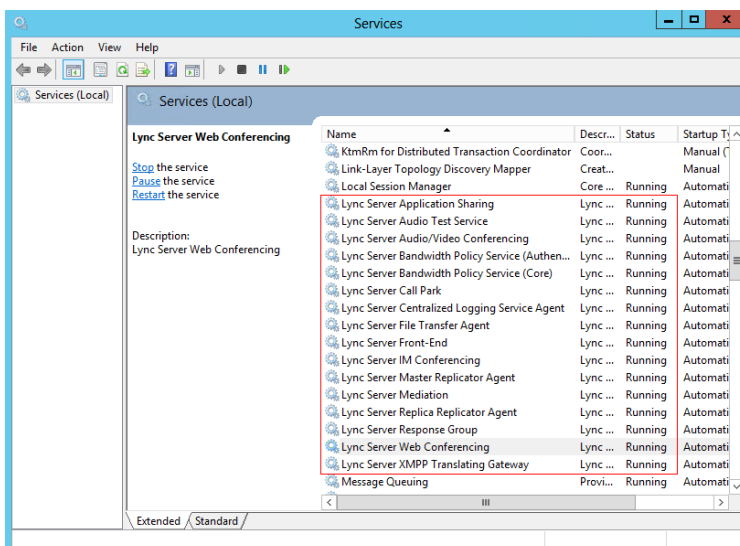 Services
File Action View Help
Services (Local)
Services (Local)
Lync Server Web Conferencing
Stop the service
Pause the service
Restart the service
Description:
Lync Server Web Conferencing
Name Descr... Status Startup Ty
KtmRm for Distributed Transaction Coordinator Coor... Manual (T
Link-Layer Topology Discovery Mapper Creat... Manual
Local Session Manager Core ... Running Automati
Lync Server Application Sharing Lync ... Running Automati
Lync Server Audio Test Service Lync ... Running Automati
Lync Server Audio/Video Conferencing Lync ... Running Automati
Lync Server Bandwidth Policy Service (Authen... Lync ... Running Automati
Lync Server Bandwidth Policy Service (Core) Lync ... Running Automati
Lync Server Call Park Lync ... Running Automati
Lync Server Centralized Logging Service Agent Lync ... Running Automati
Lync Server File Transfer Agent Lync ... Running Automati
Lync Server Front-End Lync ... Running Automati
Lync Server IM Conferencing Lync ... Running Automati
Lync Server Master Replicator Agent Lync ... Running Automati
Lync Server Mediation Lync ... Running Automati
Lync Server Replica Replicator Agent Lync ... Running Automati
Lync Server Response Group Lync ... Running Automati
Lync Server Web Conferencing Lync ... Running Automati
Lync Server XMPP Translating Gateway Lync ... Running Automati
Message Queuing Provi... Running Automati
Extended Standard